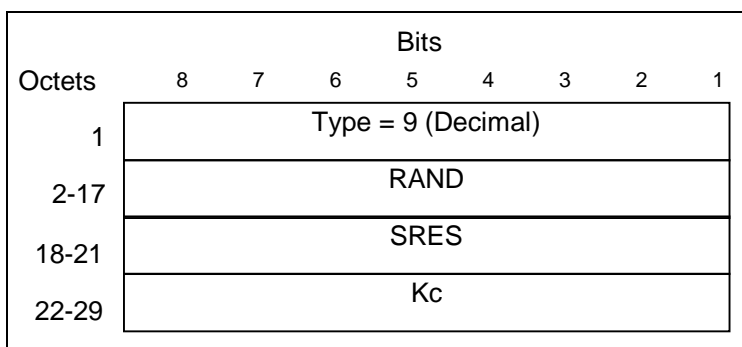 Bits
Octets 8 7 6 5 4 3 2 1
1 Type = 9 (Decimal)
2-17 RAND
18-21 SRES
22-29 Kc